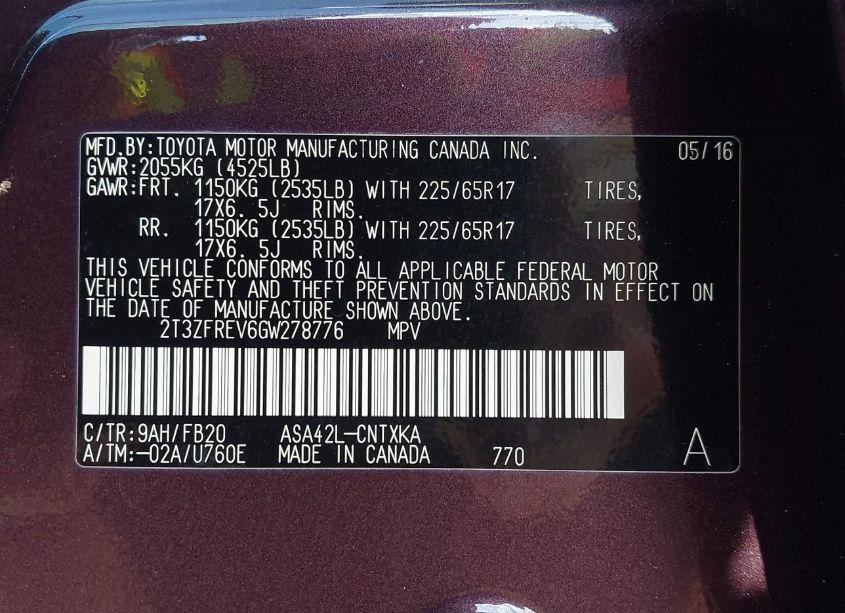 MFD.BY:TOYOTA MOTOR MANUFACTURING CANADA INC. 05/16
GVWR:2055KG (4525LB)
GAWR:FRT. 1150KG (2535LB) WITH 225/65R17 TIRES,
17X6. 5J RIMS.
RR. 1150KG (2535LB) WITH 225/65R17 TIRES,
17X6. 5J RIMS.
THIS VEHICLE CONFORMS TO ALL APPLICABLE FEDERAL MOTOR
VEHICLE SAFETY AND THEFT PREVENTION STANDARDS IN EFFECT ON
THE DATE OF MANUFACTURE SHOWN ABOVE.
2T3ZFREV6GW278776 MPV
C/TR:9AH/FB20 ASA42L-CNTXKA
A/TM:-02A/U760E MADE IN CANADA 770 A